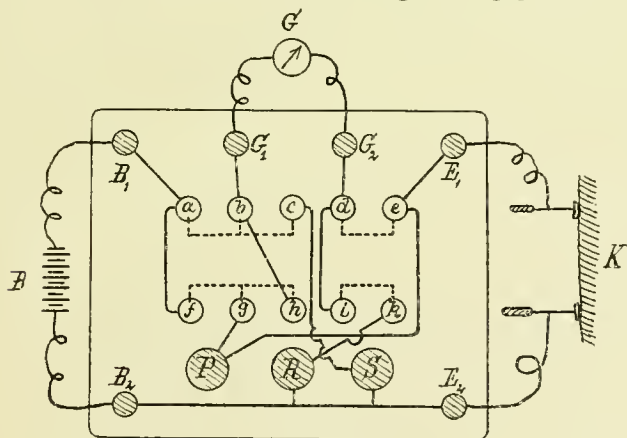 G
G₁ G₂
B₁ E₁
a b c d e
B K
f g h i k
P R S
B₂ E₂